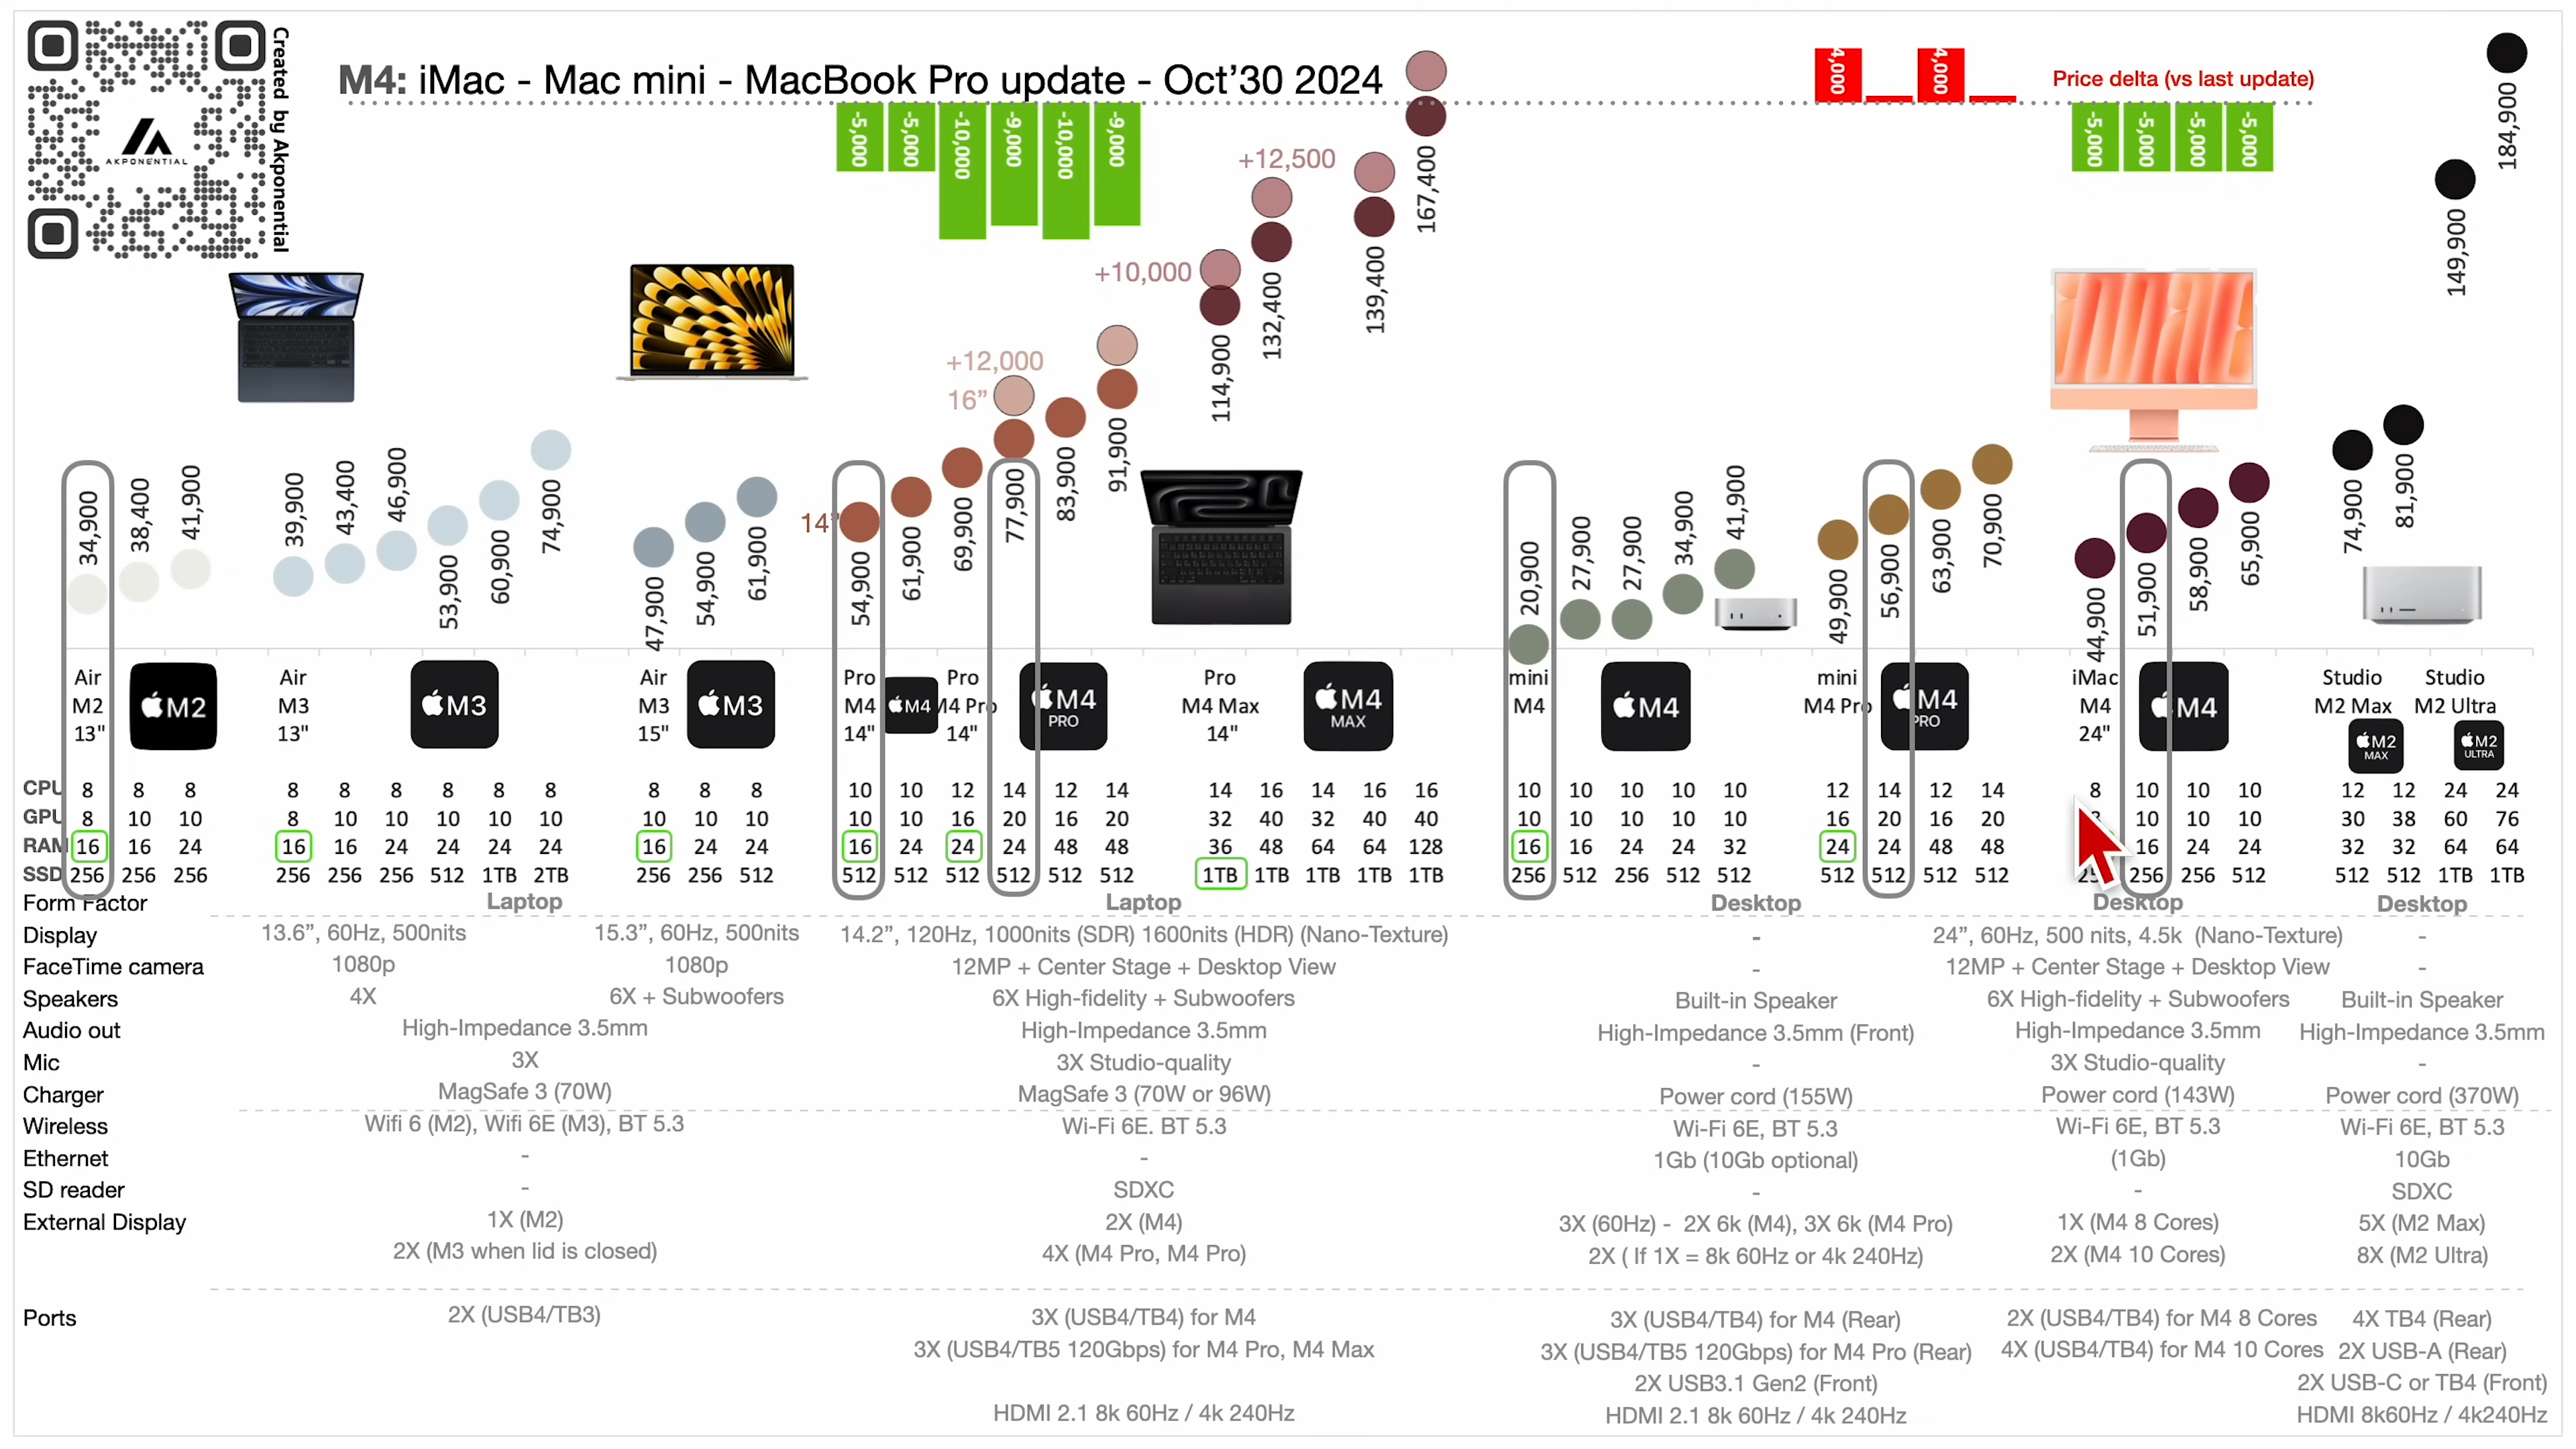 Created by Akponential
AKPONENTIAL
M4: iMac - Mac mini - MacBook Pro update - Oct’30 2024
Price delta (vs last update)
-5,000 -5,000 -10,000 -9,000 -10,000 -9,000
4,000 4,000
-5,000 -5,000 -5,000 -5,000
+12,500
+10,000
+12,000
16”
14”
34,900 38,400 41,900
39,900 43,400 46,900 53,900 60,900 74,900
47,900 54,900 61,900
54,900 61,900 69,900 77,900 83,900 91,900
114,900 132,400 139,400 167,400
20,900 27,900 27,900 34,900 41,900
49,900 56,900 63,900 70,900
44,900 51,900 58,900 65,900
74,900 81,900 149,900 184,900
Air M2 13" M2
Air M3 13" M3
Air M3 15" M3
Pro M4 14" M4
Pro M4 Pro 14" M4 PRO
Pro M4 Max 14" M4 MAX
mini M4 M4
mini M4 Pro M4 PRO
iMac M4 24" M4
Studio M2 Max M2 MAX
Studio M2 Ultra M2 ULTRA
CPU 8 8 8 8 8 8 8 8 8 8 8 8 10 10 12 14 12 14 14 16 14 16 16 10 10 10 10 10 12 14 12 14 8 10 10 10 12 12 24 24
GPU 8 10 10 8 10 10 10 10 10 10 10 10 10 10 16 20 16 20 32 40 32 40 40 10 10 10 10 10 16 20 16 20 10 10 10 30 38 60 76
RAM 16 16 24 16 16 24 24 24 24 16 24 24 16 24 24 24 48 48 36 48 64 64 128 16 16 24 24 32 24 24 48 48 16 24 24 32 32 64 64
SSD 256 256 256 256 256 256 512 1TB 2TB 256 256 512 512 512 512 512 512 512 1TB 1TB 1TB 1TB 1TB 256 512 256 512 512 512 512 512 512 256 256 512 512 512 1TB 1TB
Form Factor Laptop Laptop Desktop Desktop Desktop
Display 13.6”, 60Hz, 500nits 15.3”, 60Hz, 500nits 14.2”, 120Hz, 1000nits (SDR) 1600nits (HDR) (Nano-Texture) - 24”, 60Hz, 500 nits, 4.5k (Nano-Texture) -
FaceTime camera 1080p 1080p 12MP + Center Stage + Desktop View - 12MP + Center Stage + Desktop View -
Speakers 4X 6X + Subwoofers 6X High-fidelity + Subwoofers Built-in Speaker 6X High-fidelity + Subwoofers Built-in Speaker
Audio out High-Impedance 3.5mm High-Impedance 3.5mm High-Impedance 3.5mm (Front) High-Impedance 3.5mm High-Impedance 3.5mm
Mic 3X 3X Studio-quality - 3X Studio-quality -
Charger MagSafe 3 (70W) MagSafe 3 (70W or 96W) Power cord (155W) Power cord (143W) Power cord (370W)
Wireless Wifi 6 (M2), Wifi 6E (M3), BT 5.3 Wi-Fi 6E. BT 5.3 Wi-Fi 6E, BT 5.3 Wi-Fi 6E, BT 5.3 Wi-Fi 6E, BT 5.3
Ethernet - - 1Gb (10Gb optional) (1Gb) 10Gb
SD reader - SDXC - - SDXC
External Display 1X (M2) 2X (M4) 3X (60Hz) - 2X 6k (M4), 3X 6k (M4 Pro) 1X (M4 8 Cores) 5X (M2 Max)
2X (M3 when lid is closed) 4X (M4 Pro, M4 Pro) 2X ( If 1X = 8k 60Hz or 4k 240Hz) 2X (M4 10 Cores) 8X (M2 Ultra)
Ports 2X (USB4/TB3) 3X (USB4/TB4) for M4 3X (USB4/TB4) for M4 (Rear) 2X (USB4/TB4) for M4 8 Cores 4X TB4 (Rear)
3X (USB4/TB5 120Gbps) for M4 Pro, M4 Max 3X (USB4/TB5 120Gbps) for M4 Pro (Rear) 4X (USB4/TB4) for M4 10 Cores 2X USB-A (Rear)
2X USB3.1 Gen2 (Front) 2X USB-C or TB4 (Front)
HDMI 2.1 8k 60Hz / 4k 240Hz HDMI 2.1 8k 60Hz / 4k 240Hz HDMI 8k60Hz / 4k240Hz